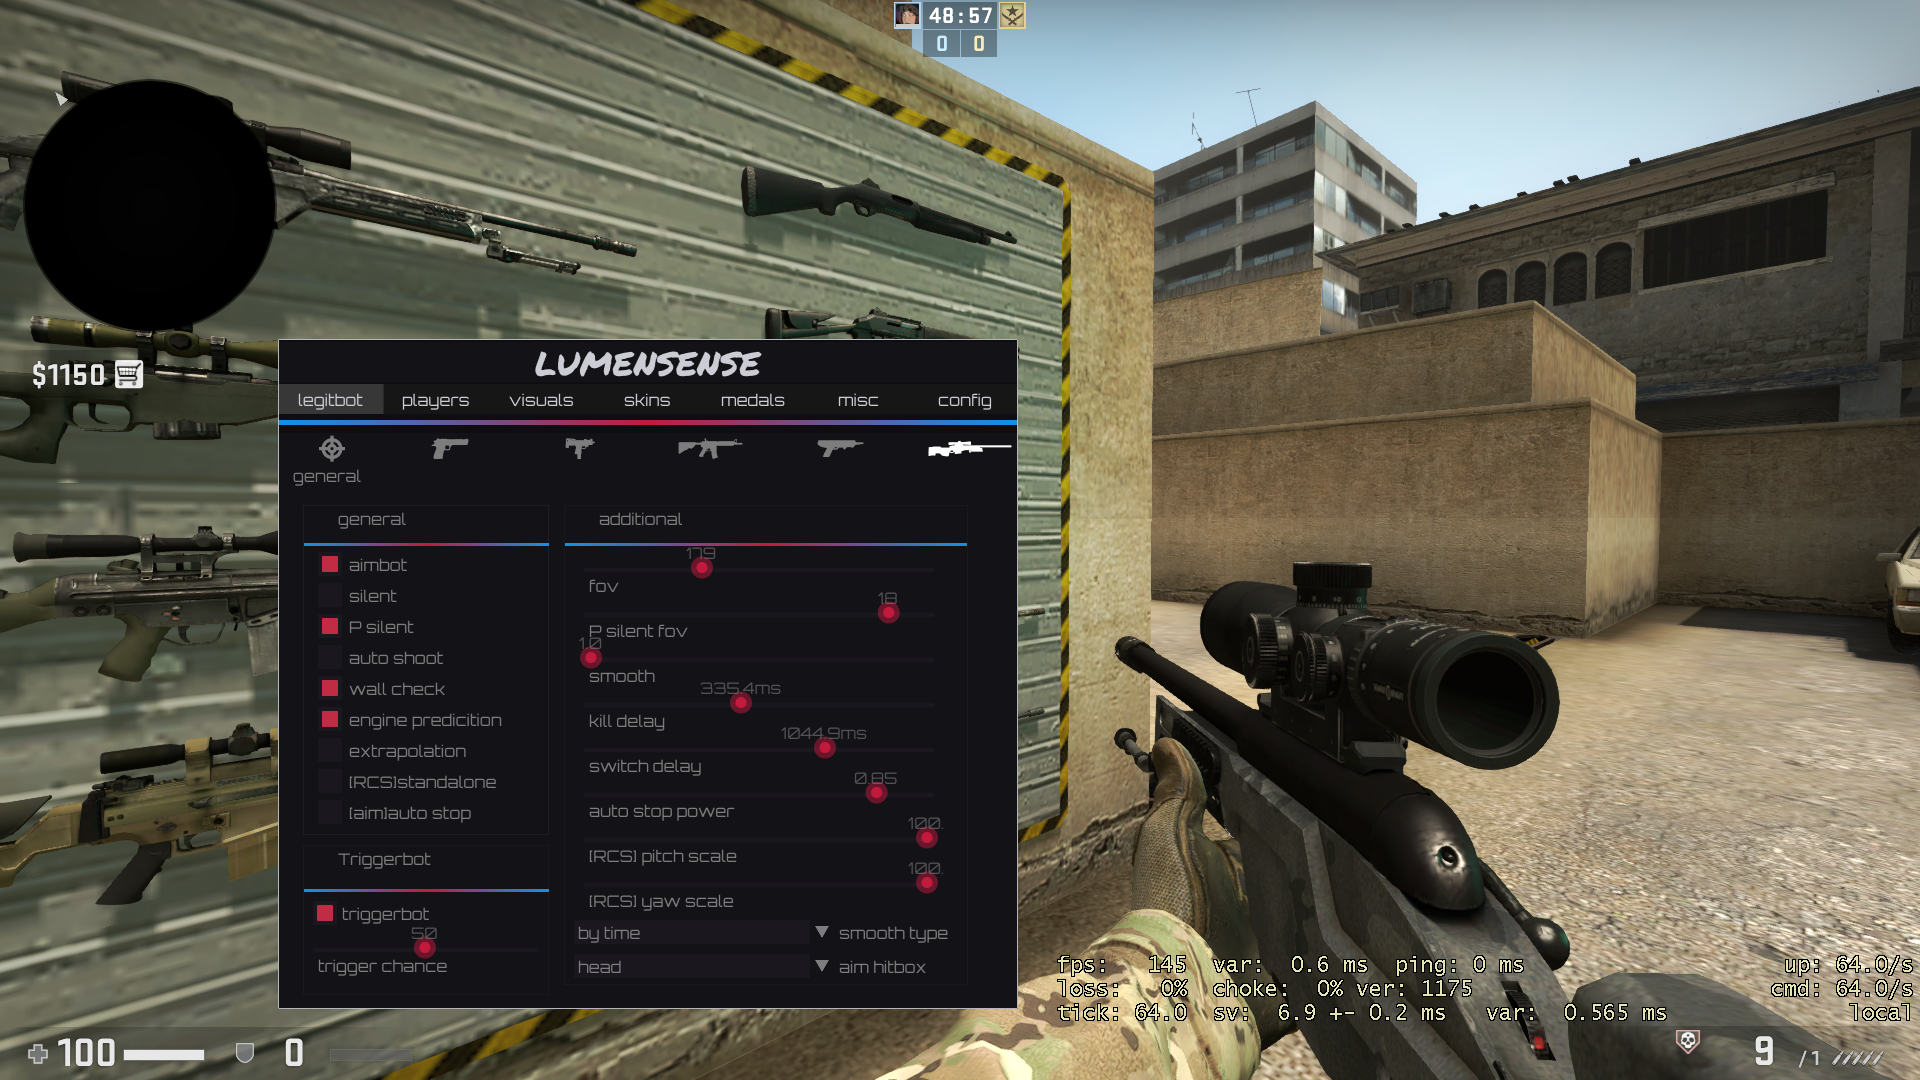 48:57
0 0
$1150
LUMENSENSE
legitbot players visuals skins medals misc config
general
general
aimbot
silent
P silent
auto shoot
wall check
engine predicition
extrapolation
[RCS]standalone
[aim]auto stop
Triggerbot
triggerbot
50
trigger chance
additional
179
fov
18
P silent fov
1.0
smooth
335.4ms
kill delay
1044.9ms
switch delay
0.85
auto stop power
100.
[RCS] pitch scale
100.
[RCS] yaw scale
by time smooth type
head aim hitbox
fps: 145 var: 0.6 ms ping: 0 ms up: 64.0/s
loss: 0% choke: 0% ver: 1175 cmd: 64.0/s
tick: 64.0 sv: 6.9 +- 0.2 ms var: 0.565 ms local
100 0 9 /1